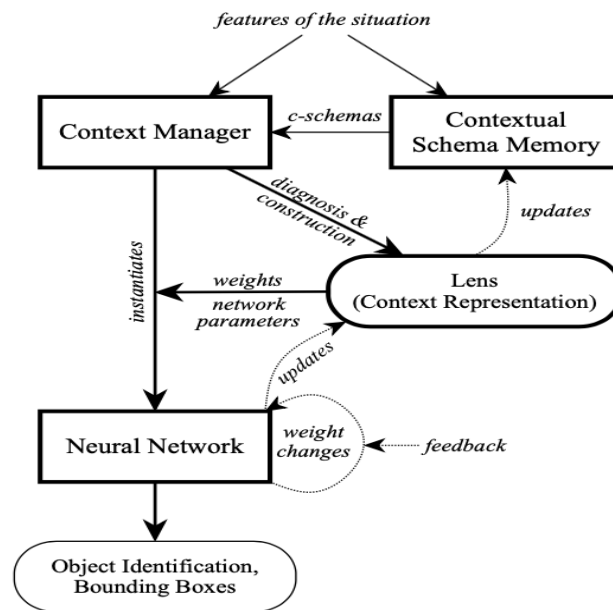 features of the situation
Context Manager
c-schemas
Contextual
Schema Memory
diagnosis &
construction
updates
instantiates
weights
network
parameters
Lens
(Context Representation)
updates
Neural Network
weight
changes
feedback
Object Identification,
Bounding Boxes